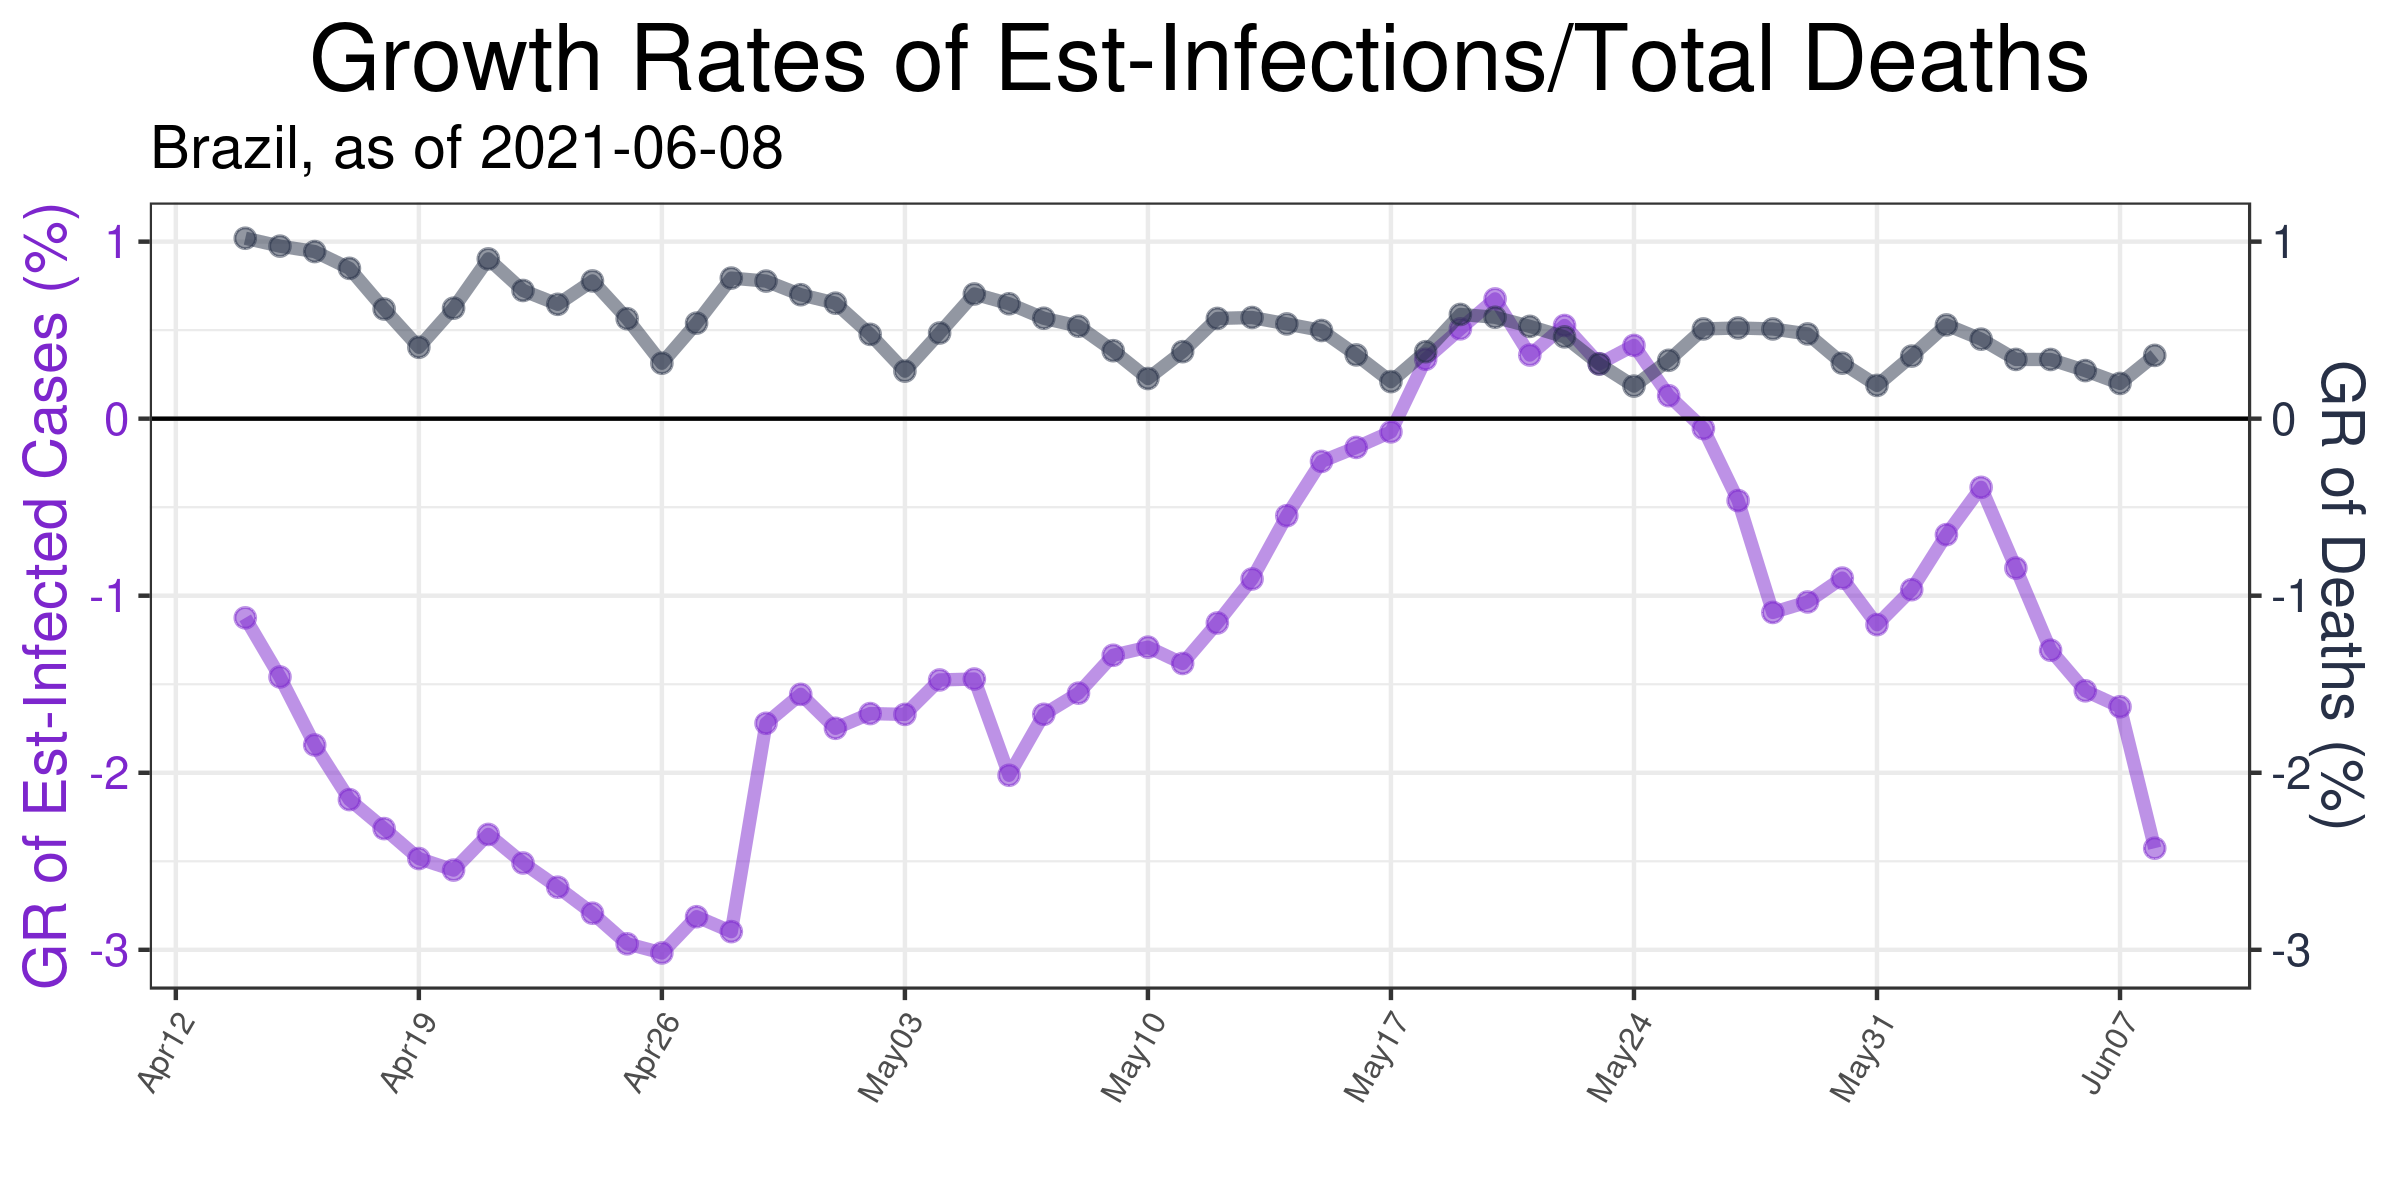 Growth Rates of Est-Infections/Total Deaths
Brazil, as of 2021-06-08
GR of Est-Infected Cases (%)
1
0
-1
-2
-3
1
0
-1
-2
-3
GR of Deaths (%)
Apr12
Apr19
Apr26
May03
May10
May17
May24
May31
Jun07